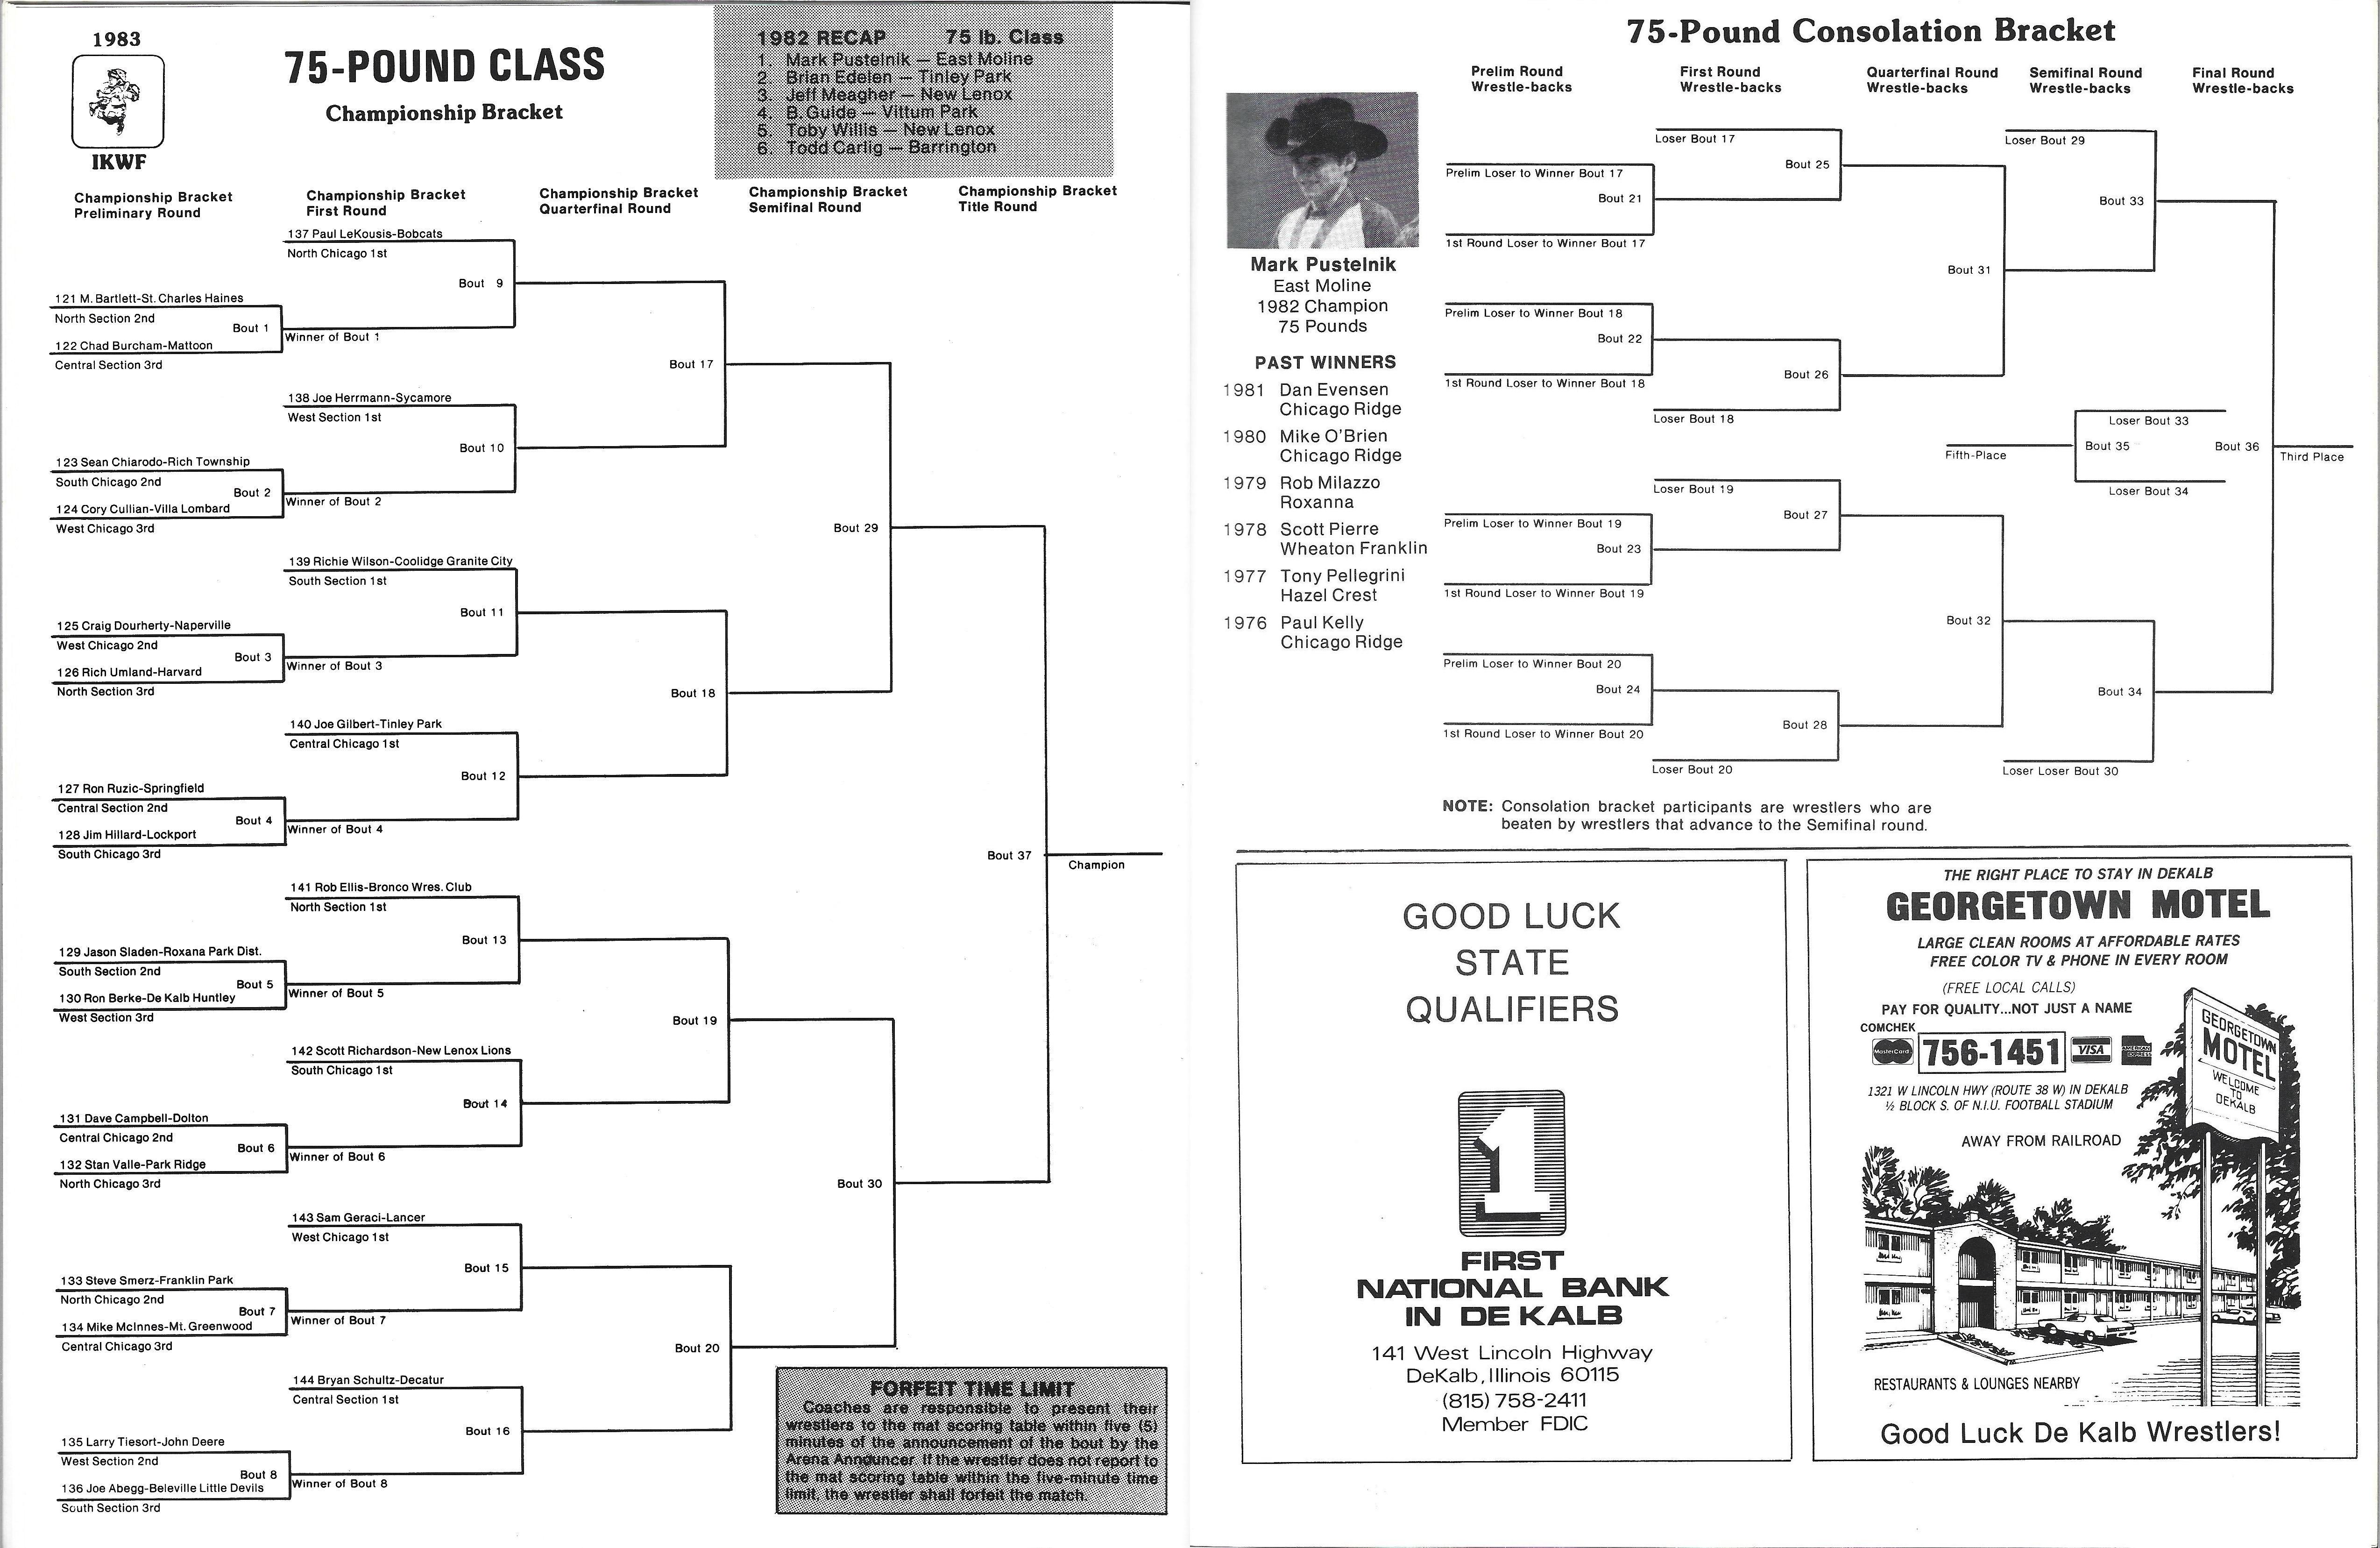 1983
IKWF
75-POUND CLASS
Championship Bracket
1982 RECAP 75 lb. Class
1. Mark Pustelnik — East Moline
2. Brian Edelen — Tinley Park
3. Jeff Meagher — New Lenox
4. B. Guide — Vittum Park
5. Toby Willis — New Lenox
6. Todd Carlig — Barrington
Championship Bracket
Preliminary Round
Championship Bracket
First Round
Championship Bracket
Quarterfinal Round
Championship Bracket
Semifinal Round
Championship Bracket
Title Round
137 Paul LeKousis-Bobcats
North Chicago 1st
Bout 9
121 M. Bartlett-St. Charles Haines
North Section 2nd
Bout 1
Winner of Bout 1
122 Chad Burcham-Mattoon
Central Section 3rd
Bout 17
138 Joe Herrmann-Sycamore
West Section 1st
Bout 10
123 Sean Chiarodo-Rich Township
South Chicago 2nd
Bout 2
Winner of Bout 2
124 Cory Cullian-Villa Lombard
West Chicago 3rd
Bout 29
139 Richie Wilson-Coolidge Granite City
South Section 1st
Bout 11
125 Craig Dourherty-Naperville
West Chicago 2nd
Bout 3
Winner of Bout 3
126 Rich Umland-Harvard
North Section 3rd
Bout 18
140 Joe Gilbert-Tinley Park
Central Chicago 1st
Bout 12
127 Ron Ruzic-Springfield
Central Section 2nd
Bout 4
Winner of Bout 4
128 Jim Hillard-Lockport
South Chicago 3rd
Bout 37
Champion
141 Rob Ellis-Bronco Wres. Club
North Section 1st
Bout 13
129 Jason Sladen-Roxana Park Dist.
South Section 2nd
Bout 5
Winner of Bout 5
130 Ron Berke-De Kalb Huntley
West Section 3rd
Bout 19
142 Scott Richardson-New Lenox Lions
South Chicago 1st
Bout 14
131 Dave Campbell-Dolton
Central Chicago 2nd
Bout 6
Winner of Bout 6
132 Stan Valle-Park Ridge
North Chicago 3rd
Bout 30
143 Sam Geraci-Lancer
West Chicago 1st
Bout 15
133 Steve Smerz-Franklin Park
North Chicago 2nd
Bout 7
Winner of Bout 7
134 Mike McInnes-Mt. Greenwood
Central Chicago 3rd
Bout 20
144 Bryan Schultz-Decatur
Central Section 1st
Bout 16
135 Larry Tiesort-John Deere
West Section 2nd
Bout 8
Winner of Bout 8
136 Joe Abegg-Beleville Little Devils
South Section 3rd
FORFEIT TIME LIMIT
Coaches are responsible to present their
wrestlers to the mat scoring table within five (5)
minutes of the announcement of the bout by the
Arena Announcer. If the wrestler does not report to
the mat scoring table within the five-minute time
limit, the wrestler shall forfeit the match.
75-Pound Consolation Bracket
Prelim Round
Wrestle-backs
First Round
Wrestle-backs
Quarterfinal Round
Wrestle-backs
Semifinal Round
Wrestle-backs
Final Round
Wrestle-backs
Mark Pustelnik
East Moline
1982 Champion
75 Pounds
PAST WINNERS
1981 Dan Evensen
Chicago Ridge
1980 Mike O'Brien
Chicago Ridge
1979 Rob Milazzo
Roxanna
1978 Scott Pierre
Wheaton Franklin
1977 Tony Pellegrini
Hazel Crest
1976 Paul Kelly
Chicago Ridge
Loser Bout 17
Bout 25
Prelim Loser to Winner Bout 17
Bout 21
1st Round Loser to Winner Bout 17
Loser Bout 29
Bout 33
Bout 31
Prelim Loser to Winner Bout 18
Bout 22
1st Round Loser to Winner Bout 18
Bout 26
Loser Bout 18
Loser Bout 33
Fifth-Place
Bout 35
Bout 36
Third Place
Loser Bout 34
Loser Bout 19
Bout 27
Prelim Loser to Winner Bout 19
Bout 23
1st Round Loser to Winner Bout 19
Bout 32
Prelim Loser to Winner Bout 20
Bout 24
1st Round Loser to Winner Bout 20
Bout 28
Loser Bout 20
Bout 34
Loser Loser Bout 30
NOTE: Consolation bracket participants are wrestlers who are
beaten by wrestlers that advance to the Semifinal round.
GOOD LUCK
STATE
QUALIFIERS
1
FIRST
NATIONAL BANK
IN DE KALB
141 West Lincoln Highway
DeKalb, Illinois 60115
(815) 758-2411
Member FDIC
THE RIGHT PLACE TO STAY IN DEKALB
GEORGETOWN MOTEL
LARGE CLEAN ROOMS AT AFFORDABLE RATES
FREE COLOR TV & PHONE IN EVERY ROOM
(FREE LOCAL CALLS)
PAY FOR QUALITY...NOT JUST A NAME
COMCHEK
MasterCard
756-1451
VISA
AMERICAN EXPRESS
1321 W LINCOLN HWY (ROUTE 38 W) IN DEKALB
½ BLOCK S. OF N.I.U. FOOTBALL STADIUM
AWAY FROM RAILROAD
GEORGETOWN
MOTEL
WELCOME
TO
DEKALB
RESTAURANTS & LOUNGES NEARBY
Good Luck De Kalb Wrestlers!